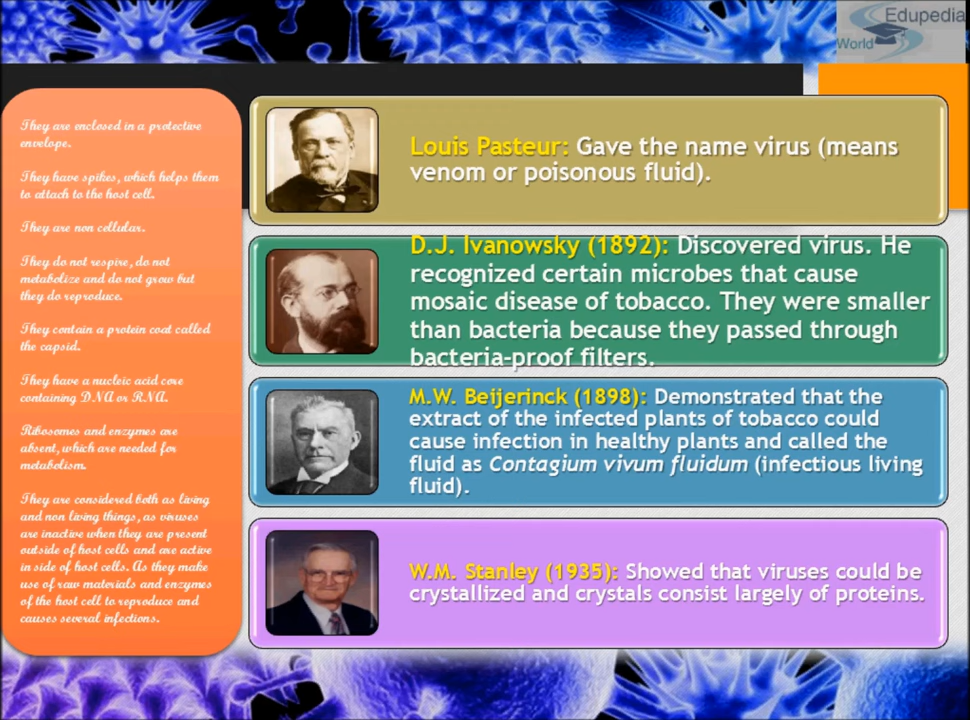 Edupedia
World
They are enclosed in a protective
envelope.
They have spikes, which helps them
to attach to the host cell.
They are non cellular.
They do not respire, do not
metabolize and do not grow but
they do reproduce.
They contain a protein coat called
the capsid.
They have a nucleic acid core
containing DNA or RNA.
Ribosomes and enzymes are
absent, which are needed for
metabolism.
They are considered both as living
and non living things, as viruses
are inactive when they are present
outside of host cells and are active
in side of host cells. As they make
use of raw materials and enzymes
of the host cell to reproduce and
causes several infections.
Louis Pasteur: Gave the name virus (means
venom or poisonous fluid).
D.J. Ivanowsky (1892): Discovered virus. He
recognized certain microbes that cause
mosaic disease of tobacco. They were smaller
than bacteria because they passed through
bacteria-proof filters.
M.W. Beijerinck (1898): Demonstrated that the
extract of the infected plants of tobacco could
cause infection in healthy plants and called the
fluid as Contagium vivum fluidum (infectious living
fluid).
W.M. Stanley (1935): Showed that viruses could be
crystallized and crystals consist largely of proteins.